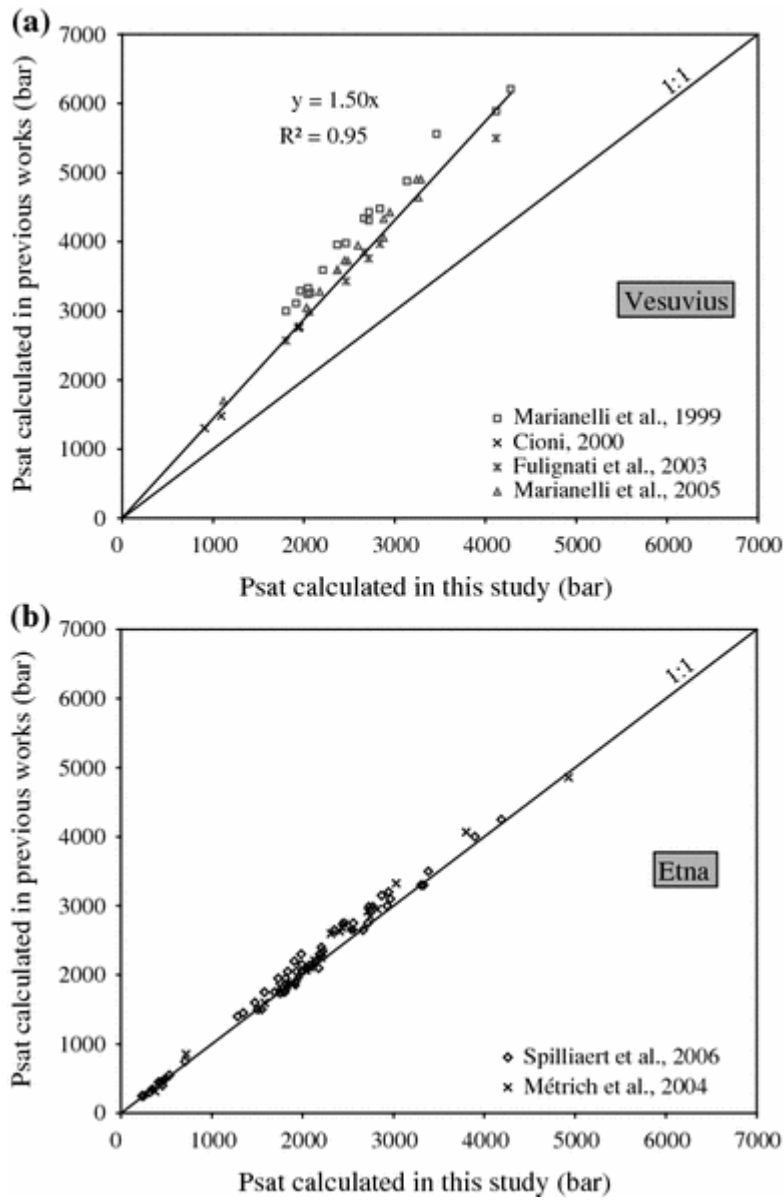 (a)
7000
6000
5000
4000
3000
2000
1000
0
Psat calculated in previous works (bar)
y = 1.50x
R² = 0.95
1:1
Vesuvius
Marianelli et al., 1999
Cioni, 2000
Fulignati et al., 2003
Marianelli et al., 2005
0 1000 2000 3000 4000 5000 6000 7000
Psat calculated in this study (bar)
(b)
7000
6000
5000
4000
3000
2000
1000
0
Psat calculated in previous works (bar)
1:1
Etna
Spilliaert et al., 2006
Métrich et al., 2004
0 1000 2000 3000 4000 5000 6000 7000
Psat calculated in this study (bar)